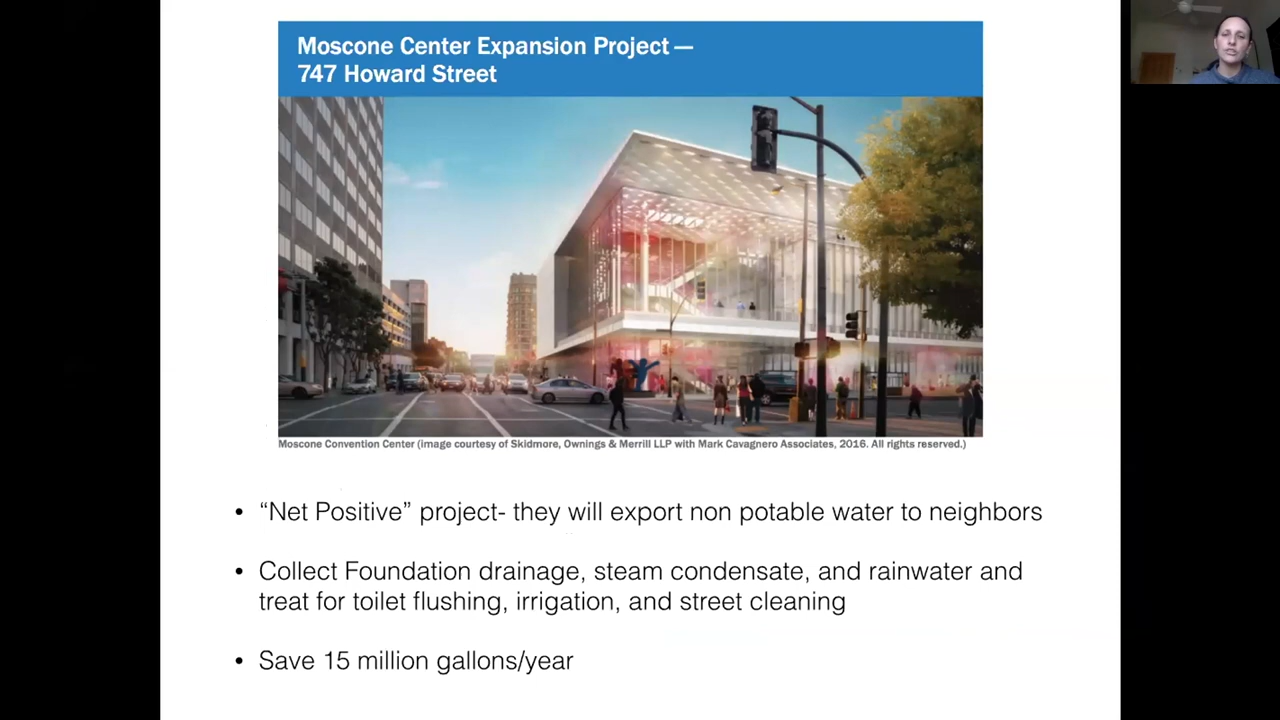 Moscone Center Expansion Project—
747 Howard Street
Moscone Convention Center (image courtesy of Skidmore, Ownings & Merrill LLP with Mark Cavagnero Associates, 2016. All rights reserved.)
• “Net Positive” project- they will export non potable water to neighbors
• Collect Foundation drainage, steam condensate, and rainwater and
treat for toilet flushing, irrigation, and street cleaning
• Save 15 million gallons/year